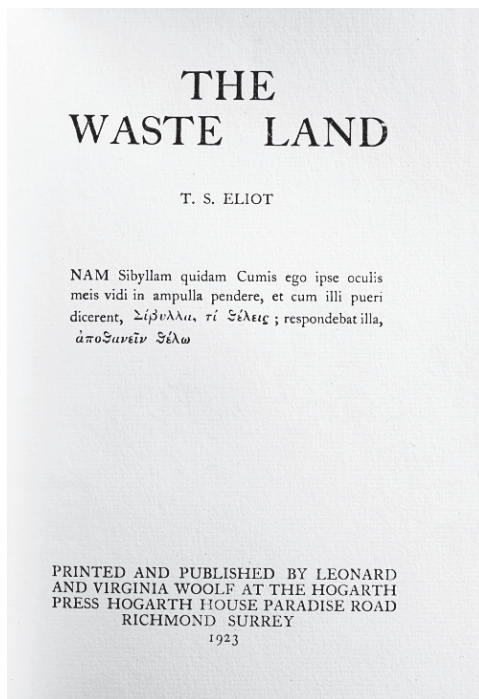 THE
WASTE LAND
T. S. ELIOT
NAM Sibyllam quidam Cumis ego ipse oculis
meis vidi in ampulla pendere, et cum illi pueri
dicerent, Σίβυλλα, τί ϑέλεις ; respondebat illa,
ἀποϑανεῖν ϑέλω
PRINTED AND PUBLISHED BY LEONARD
AND VIRGINIA WOOLF AT THE HOGARTH
PRESS HOGARTH HOUSE PARADISE ROAD
RICHMOND SURREY
1923